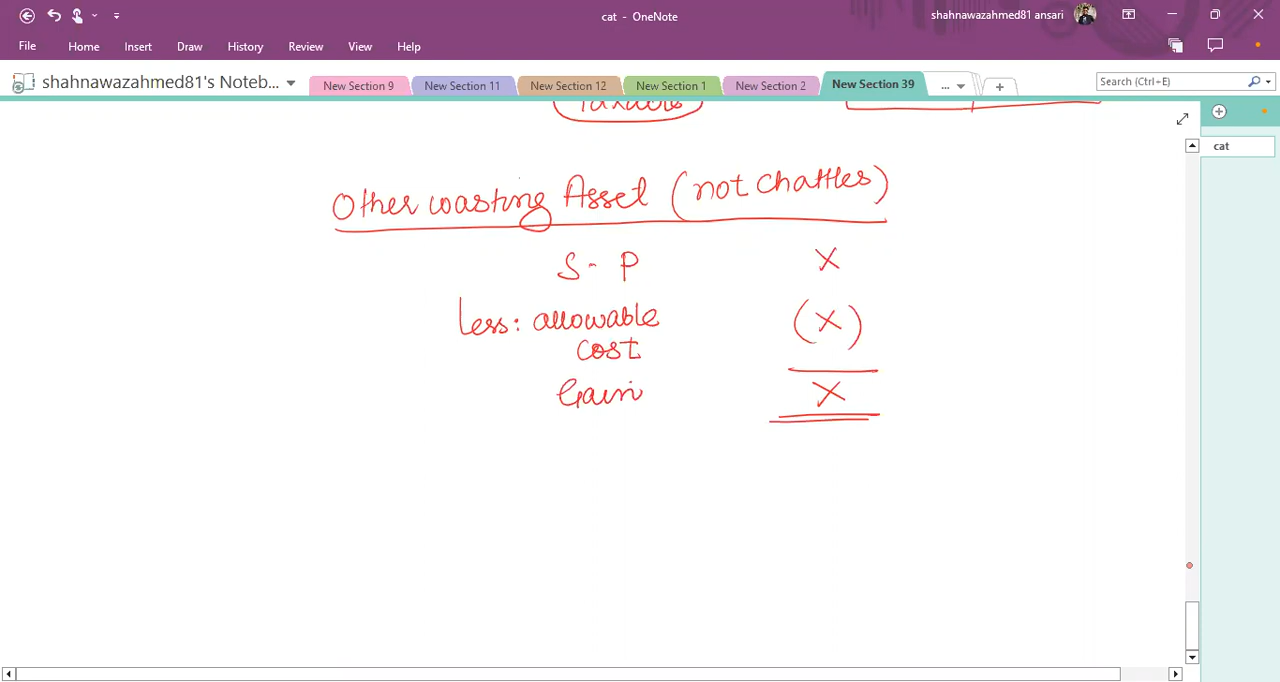 cat - OneNote
shahnawazahmed81 ansari
File Home Insert Draw History Review View Help
shahnawazahmed81's Noteb...
New Section 9
New Section 11
New Section 12
New Section 1
New Section 2
New Section 39
...
Search (Ctrl+E)
cat
Taxable
Other wasting Asset (not Chattles)
S - P X
less: allowable (X)
cost
Gain X